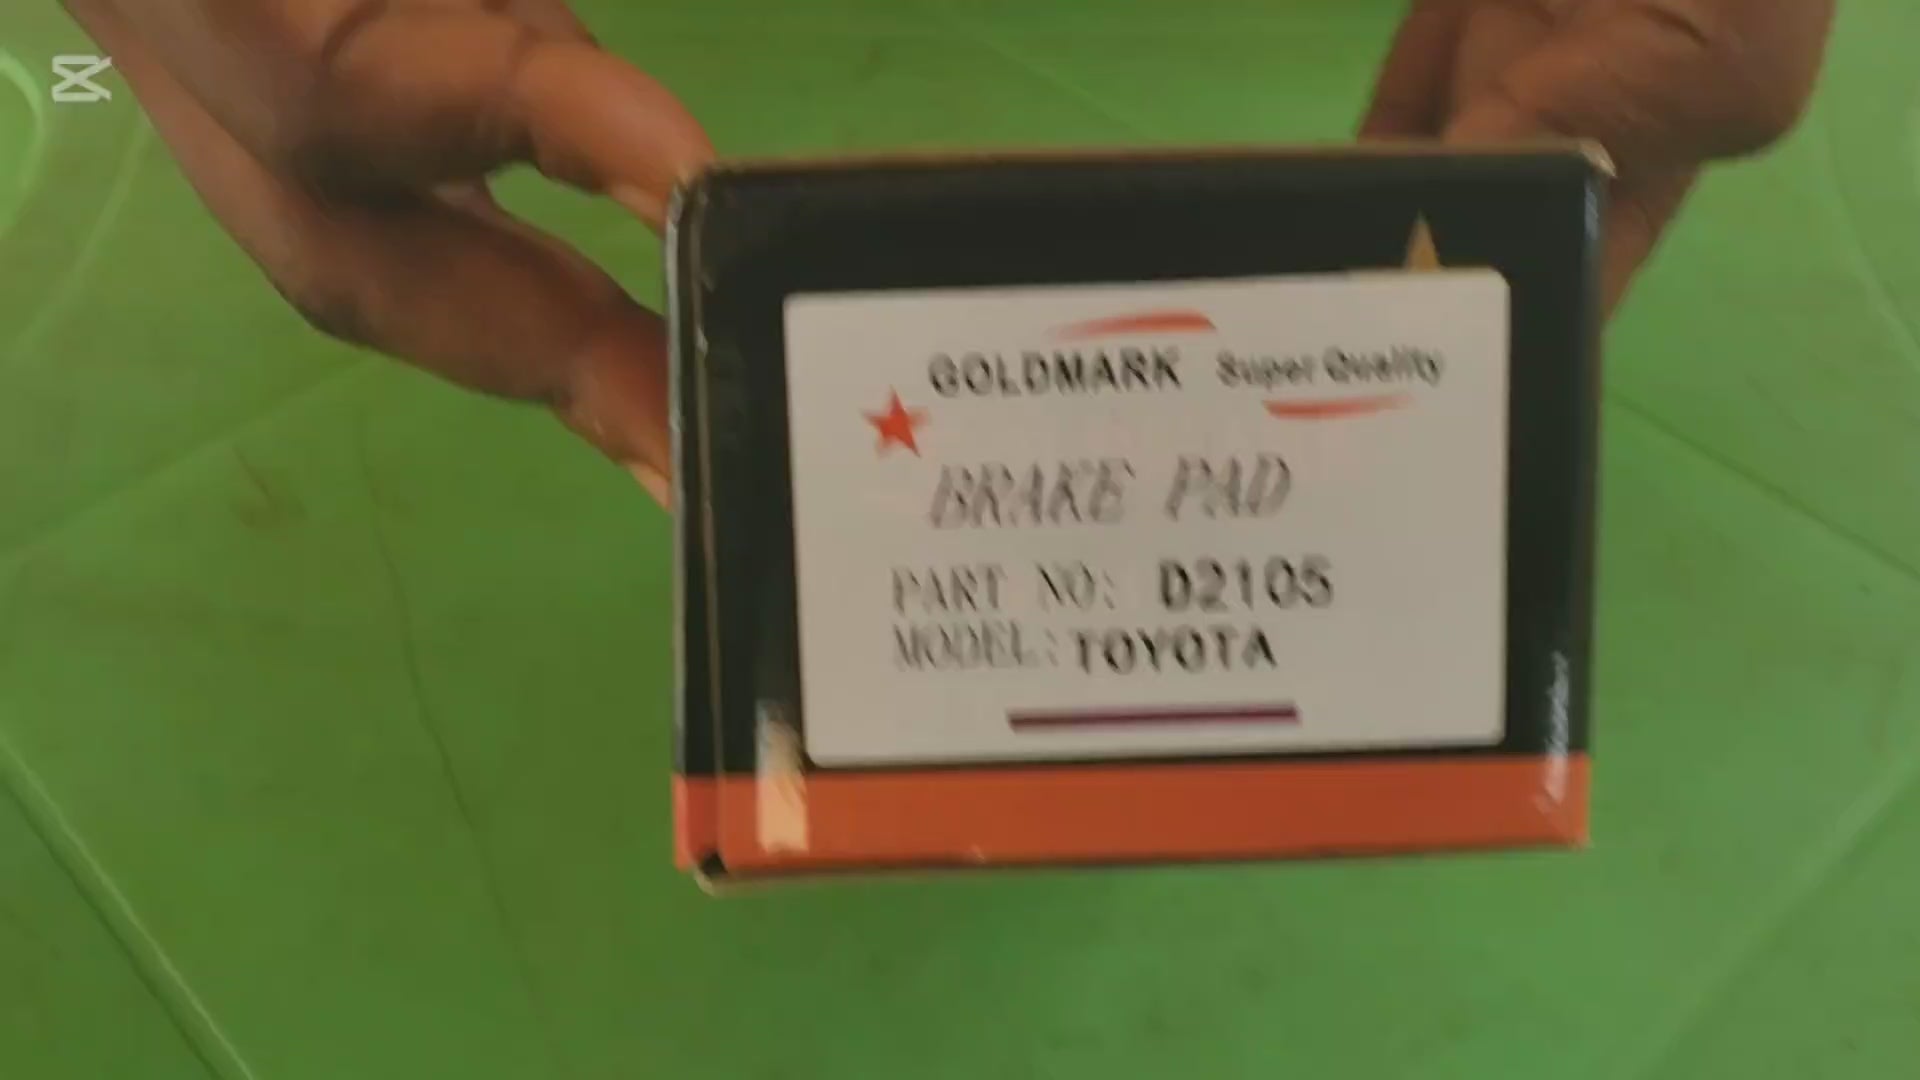 GOLDMARK Super Quality
BRAKE PAD
PART NO: D2105
MODEL: TOYOTA